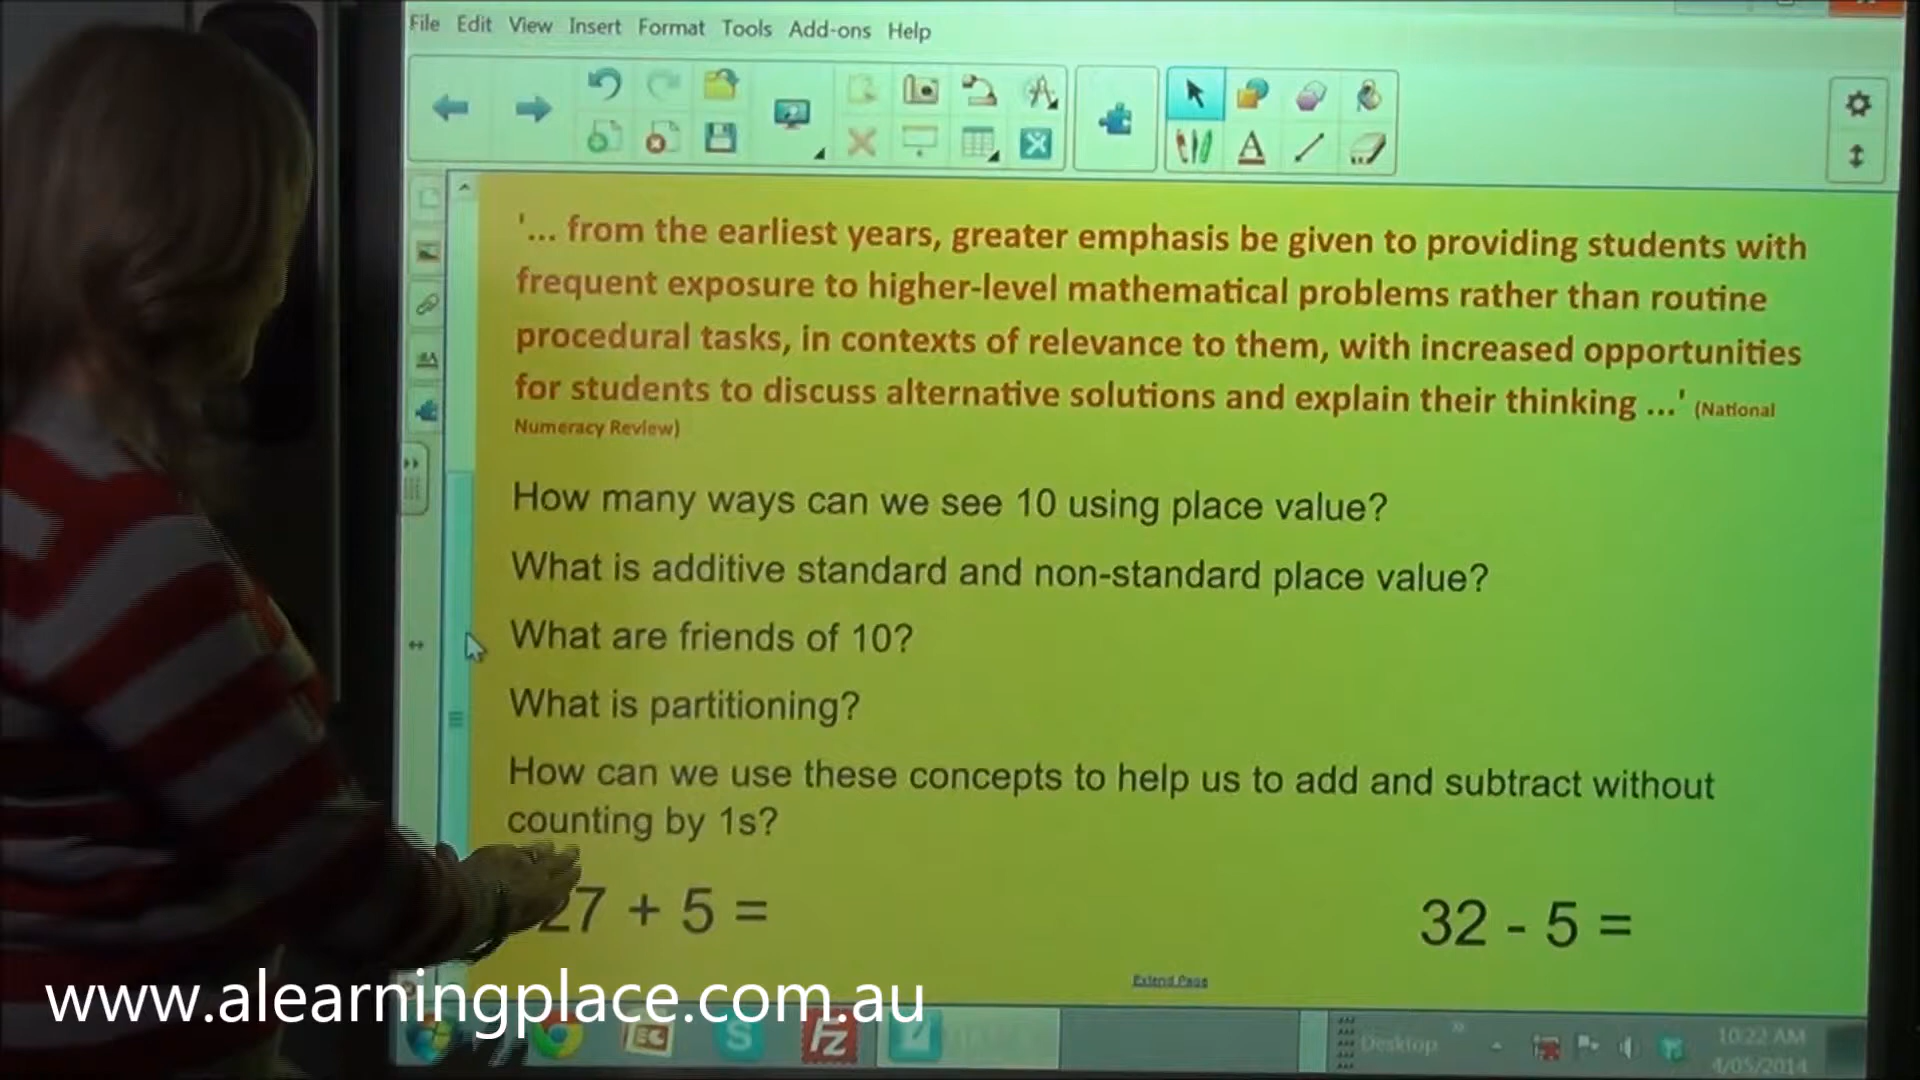 File Edit View Insert Format Tools Add-ons Help
'... from the earliest years, greater emphasis be given to providing students with
frequent exposure to higher-level mathematical problems rather than routine
procedural tasks, in contexts of relevance to them, with increased opportunities
for students to discuss alternative solutions and explain their thinking ...' (National
Numeracy Review)
How many ways can we see 10 using place value?
What is additive standard and non-standard place value?
What are friends of 10?
What is partitioning?
How can we use these concepts to help us to add and subtract without
counting by 1s?
27 + 5 =
32 - 5 =
Extend Page
www.alearningplace.com.au
Desktop
10:22 AM
4/05/2014